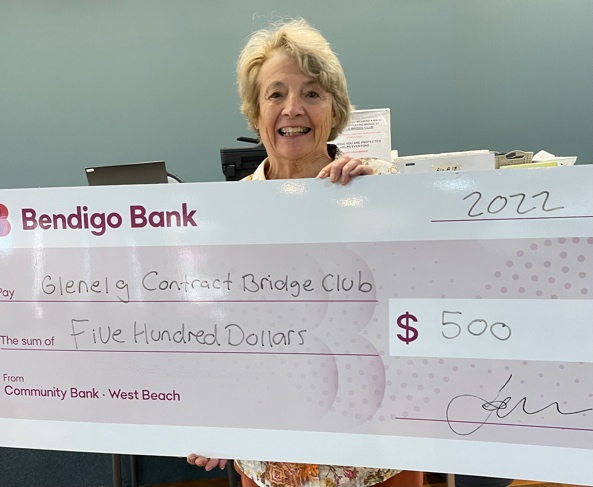 Bendigo Bank
2022
Pay Glenelg Contract Bridge Club
The sum of Five Hundred Dollars
$ 500
From
Community Bank · West Beach